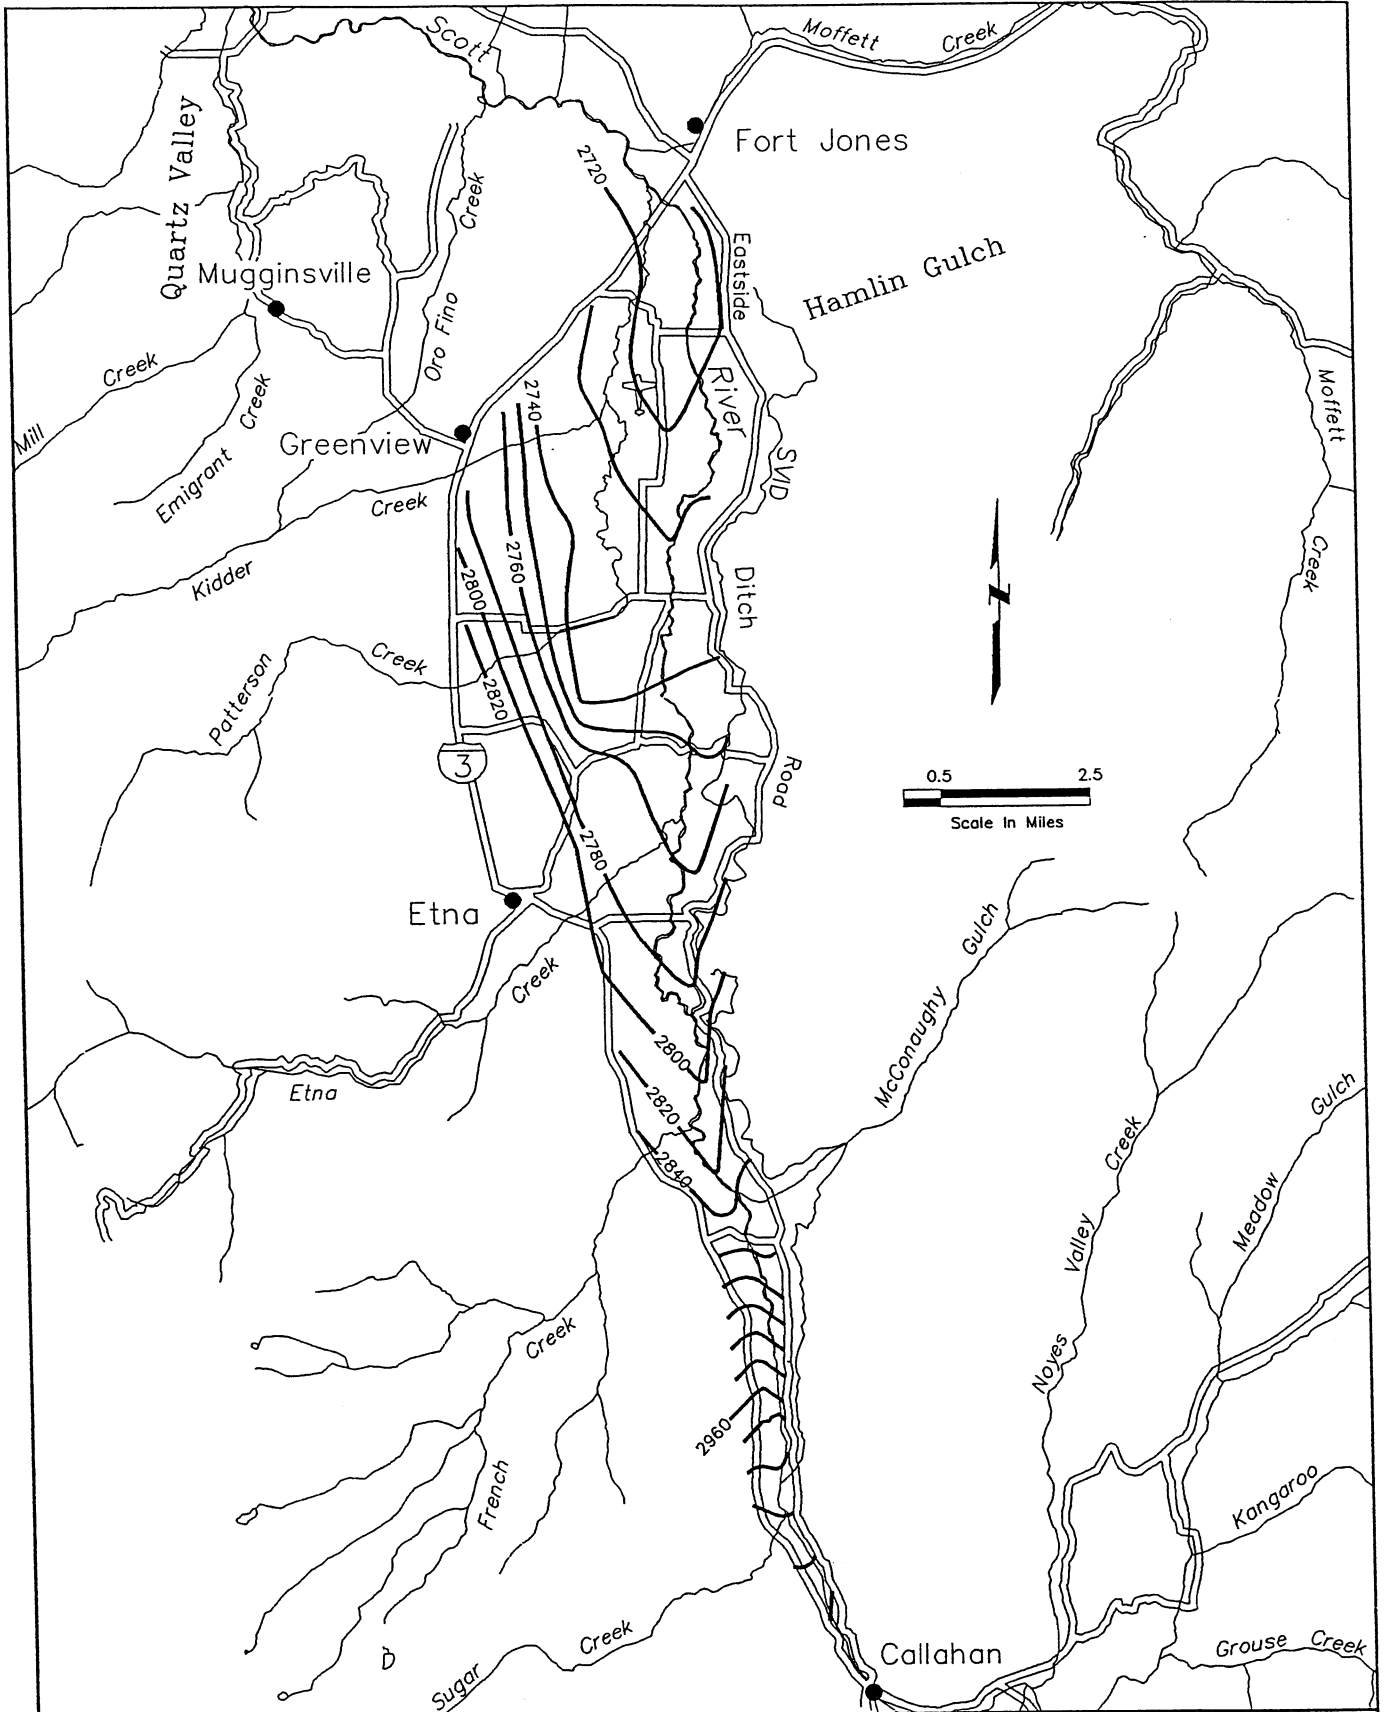 Scott
Moffett
Creek
Fort Jones
Quartz Valley
2720
Creek
Eastside
Hamlin Gulch
Mugginsville
Oro Fino
Creek
Mill
Emigrant
Creek
Greenview
2740
River
SVID
Moffett
Creek
Creek
Kidder
2760
2800
Ditch
Z
Creek
Patterson
2820
3
Road
0.5
2.5
Scale In Miles
2780
Etna
Creek
Gulch
McConaughy
2800
Etna
2820
2840
Creek
Valley
Noyes
Gulch
Meadow
Creek
French
2960
Kangaroo
Creek
Sugar
D
Callahan
Grouse
Creek